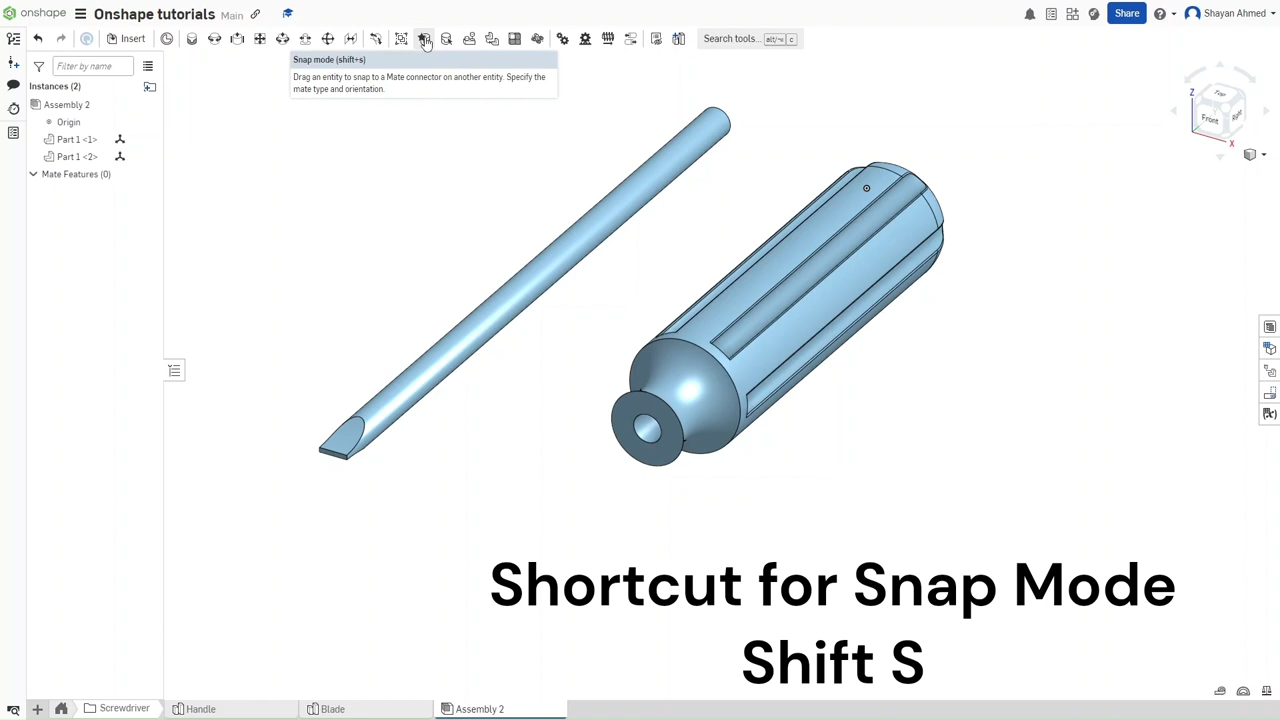 onshape
Onshape tutorials
Main
Share
Shayan Ahmed
Insert
Search tools...
alt/⌥
c
Filter by name
Snap mode (shift+s)
Drag an entity to snap to a Mate connector on another entity. Specify the
mate type and orientation.
Instances (2)
Assembly 2
Origin
Part 1 <1>
Part 1 <2>
Mate Features (0)
Z
Top
Front
Right
X
Shortcut for Snap Mode
Shift S
Screwdriver
Handle
Blade
Assembly 2